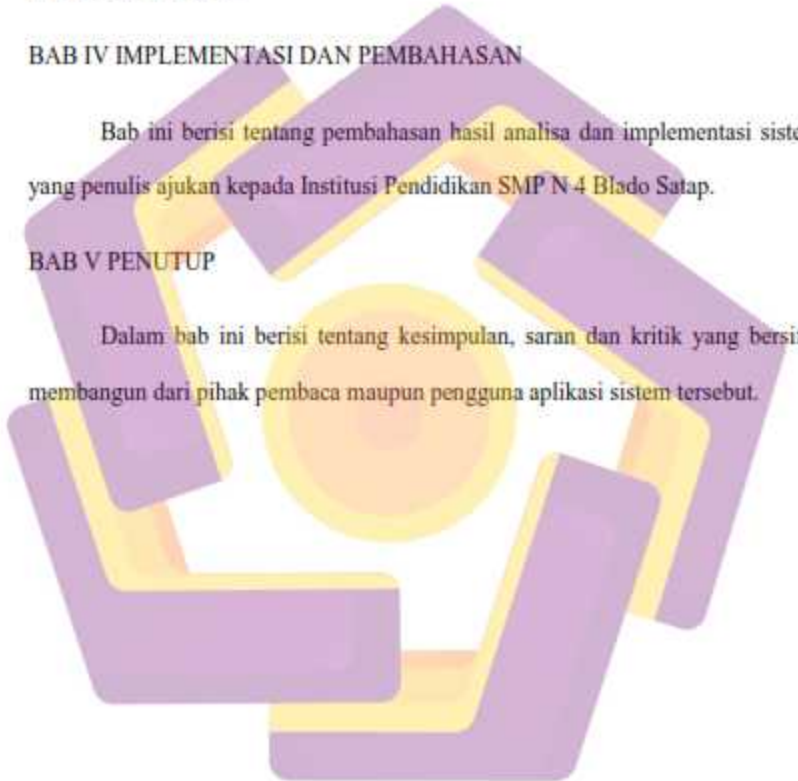 BAB IV IMPLEMENTASI DAN PEMBAHASAN
Bab ini berisi tentang pembahasan hasil analisa dan implementasi
yang penulis ajukan kepada Institusi Pendidikan SMP N 4 Blado Satap.
BAB V PENUTUP
Dalam bab ini berisi tentang kesimpulan, saran dan kritik yang
membangun dari pihak pembaca maupun pengguna aplikasi sistem tersebut.